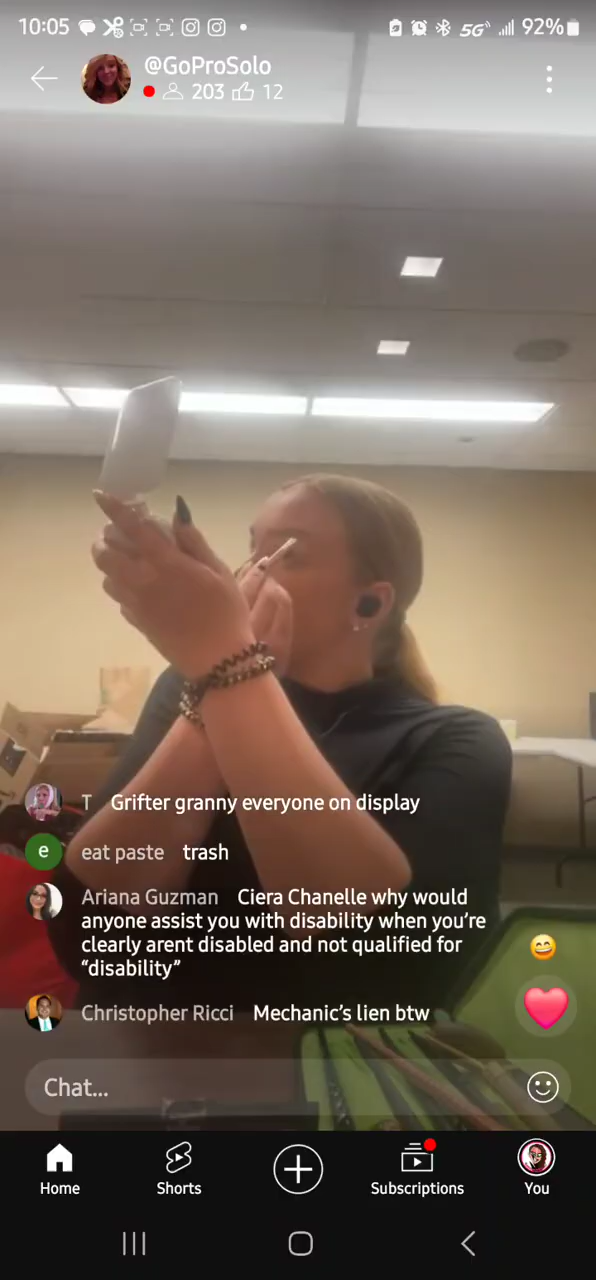 10:05 5G 92%
@GoProSolo
203 12
T Grifter granny everyone on display
e eat paste trash
Ariana Guzman Ciera Chanelle why would
anyone assist you with disability when you're
clearly arent disabled and not qualified for
“disability”
Christopher Ricci Mechanic's lien btw
Chat...
Home Shorts Subscriptions You